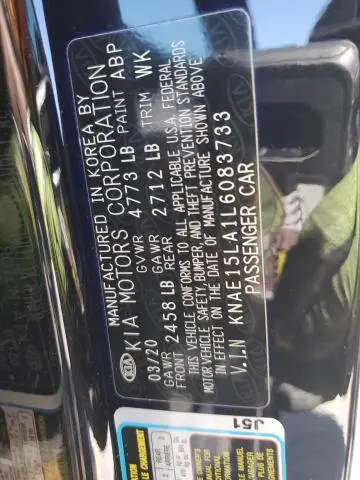 MANUFACTURED IN KOREA BY
KIA MOTORS CORPORATION
03/20 GVWR 4773 LB PAINT ABP
GAWR GAWR TRIM WK
FRONT 2458 LB REAR 2712 LB
THIS VEHICLE CONFORMS TO ALL APPLICABLE U.S.A. FEDERAL
MOTOR VEHICLE SAFETY, BUMPER, AND THEFT PREVENTION STANDARDS
IN EFFECT ON THE DATE OF MANUFACTURE SHOWN ABOVE
V.I.N KNAE15LA1L6083733
PASSENGER CAR
KIA
J51